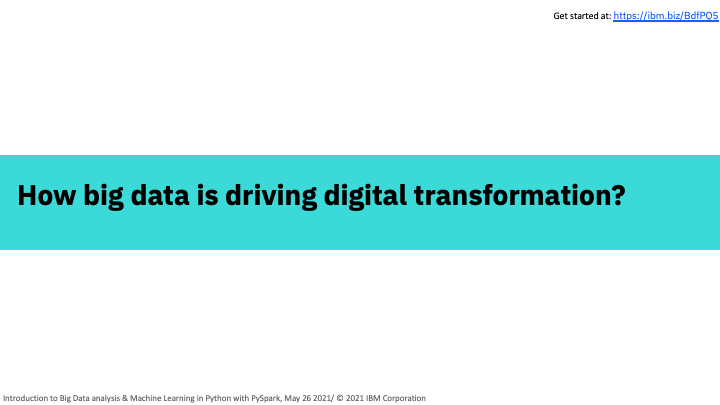 Get started at: https://ibm.biz/BdfPQ5
How big data is driving digital transformation?
Introduction to Big Data analysis & Machine Learning in Python with PySpark, May 26 2021/ © 2021 IBM Corporation